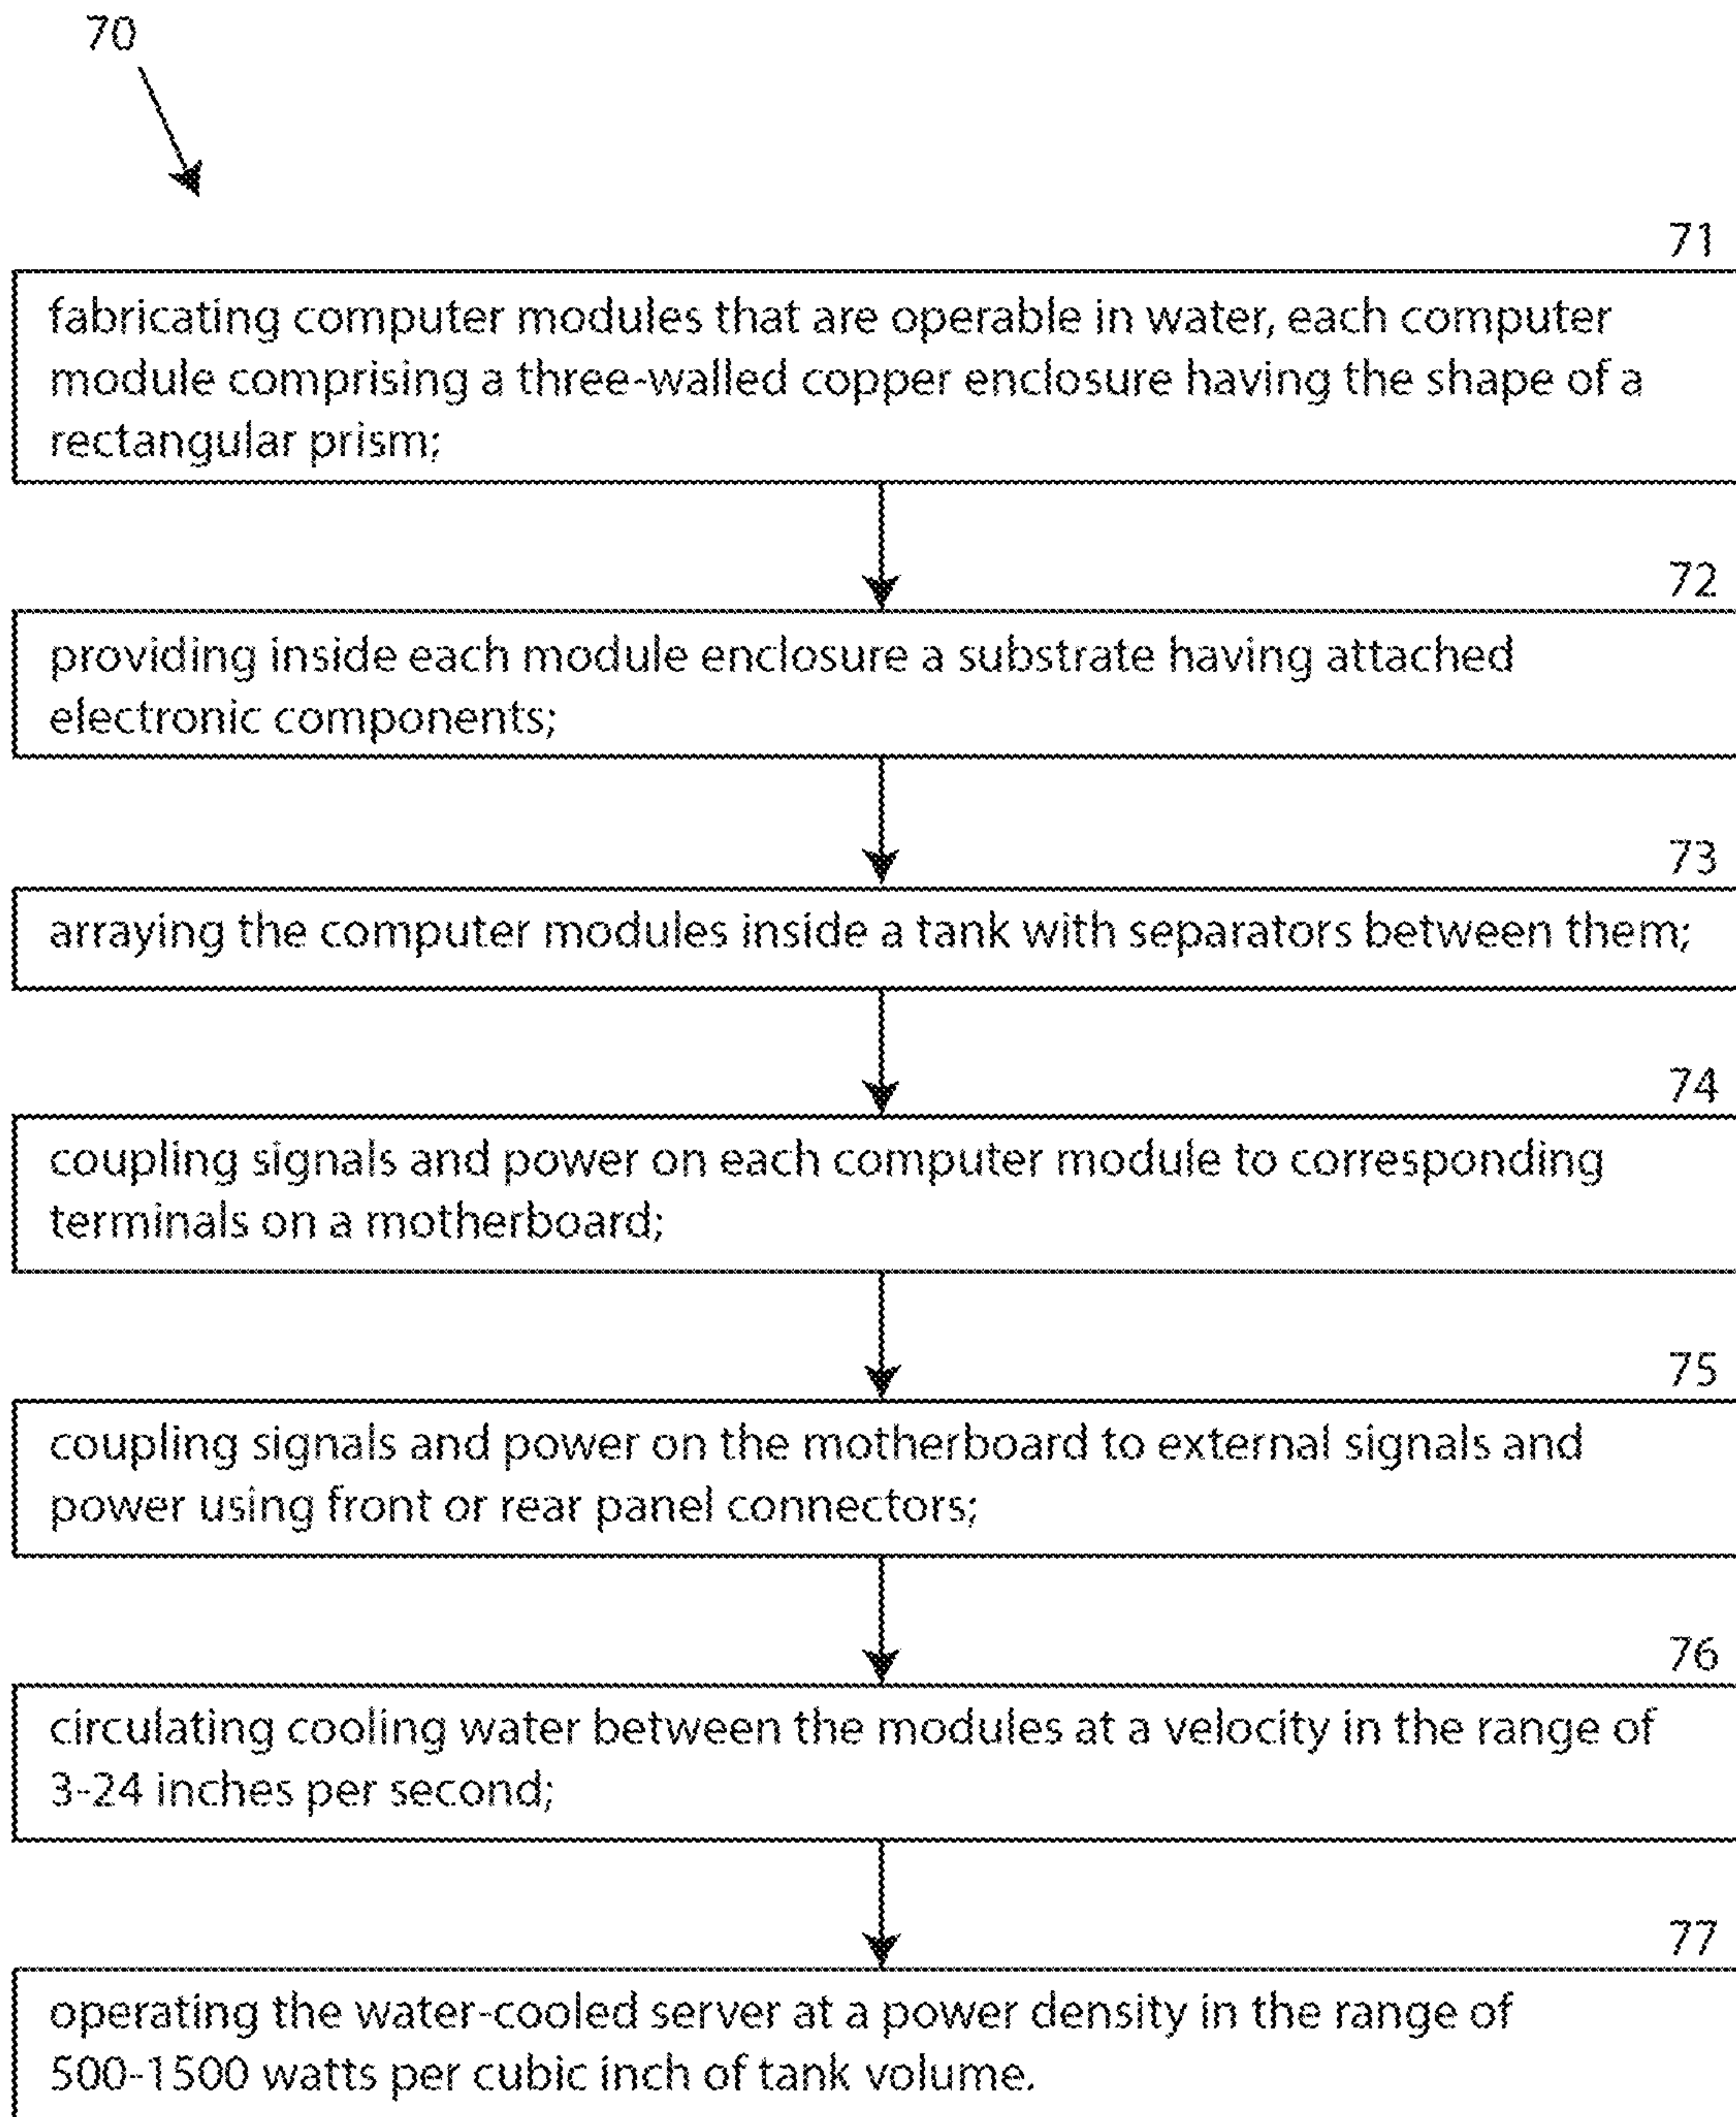 70
71
fabricating computer modules that are operable in water, each computer
module comprising a three-walled copper enclosure having the shape of a
rectangular prism;
72
providing inside each module enclosure a substrate having attached
electronic components;
73
arraying the computer modules inside a tank with separators between them;
74
coupling signals and power on each computer module to corresponding
terminals on a motherboard;
75
coupling signals and power on the motherboard to external signals and
power using front or rear panel connectors;
76
circulating cooling water between the modules at a velocity in the range of
3-24 inches per second;
77
operating the water-cooled server at a power density in the range of
500-1500 watts per cubic inch of tank volume.